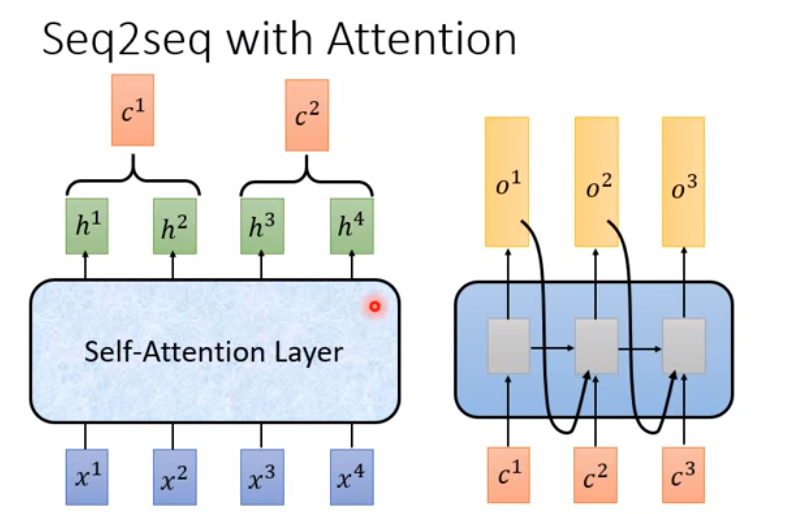 Seq2seq with Attention
c¹ c²
h¹ h² h³ h⁴
Self-Attention Layer
x¹ x² x³ x⁴
o¹ o² o³
c¹ c² c³